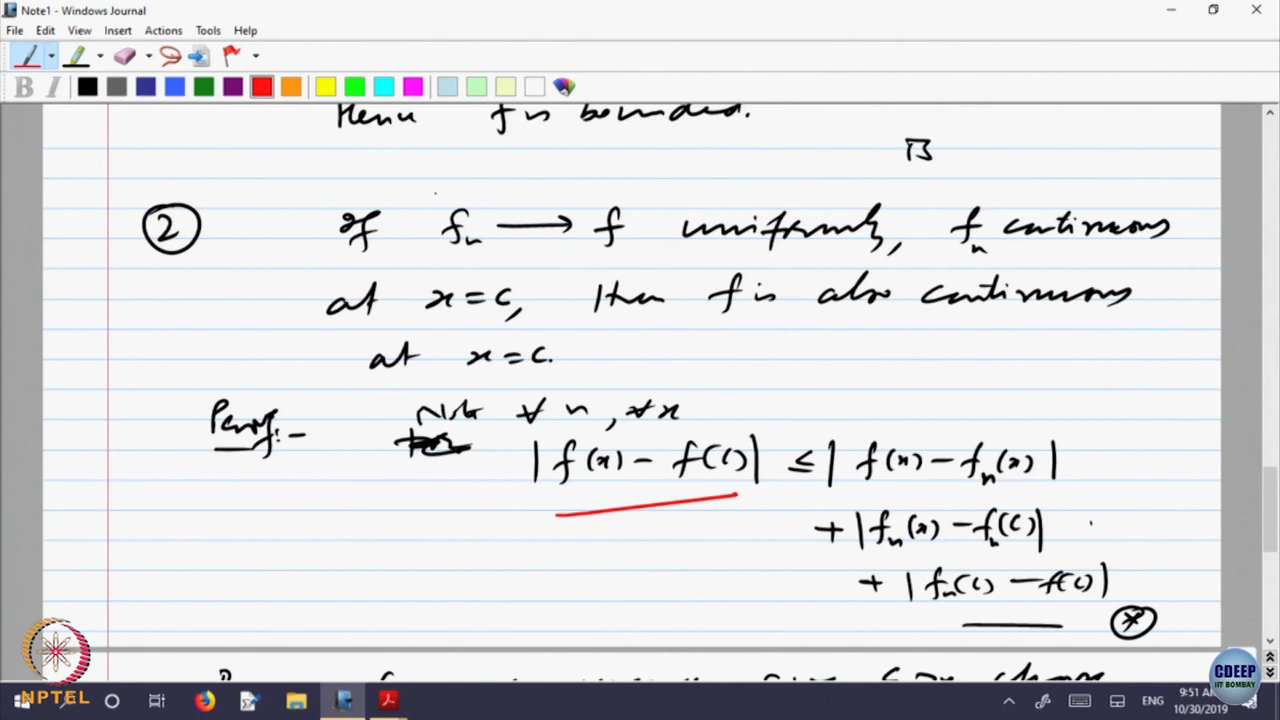 Note1 - Windows Journal
File Edit View Insert Actions Tools Help
B I
Hence f is bounded.
2 If fn → f uniformly, fn continuous
at x = c, then f is also continuous
at x = c.
Proof:- Note ∀ n, ∀ x
|f(x) - f(c)| ≤ |f(x) - fn(x)|
+ |fn(x) - fn(c)|
+ |fn(c) - f(c)|
*
NPTEL
CDEEP
IIT BOMBAY
ENG
9:51 AM
10/30/2019